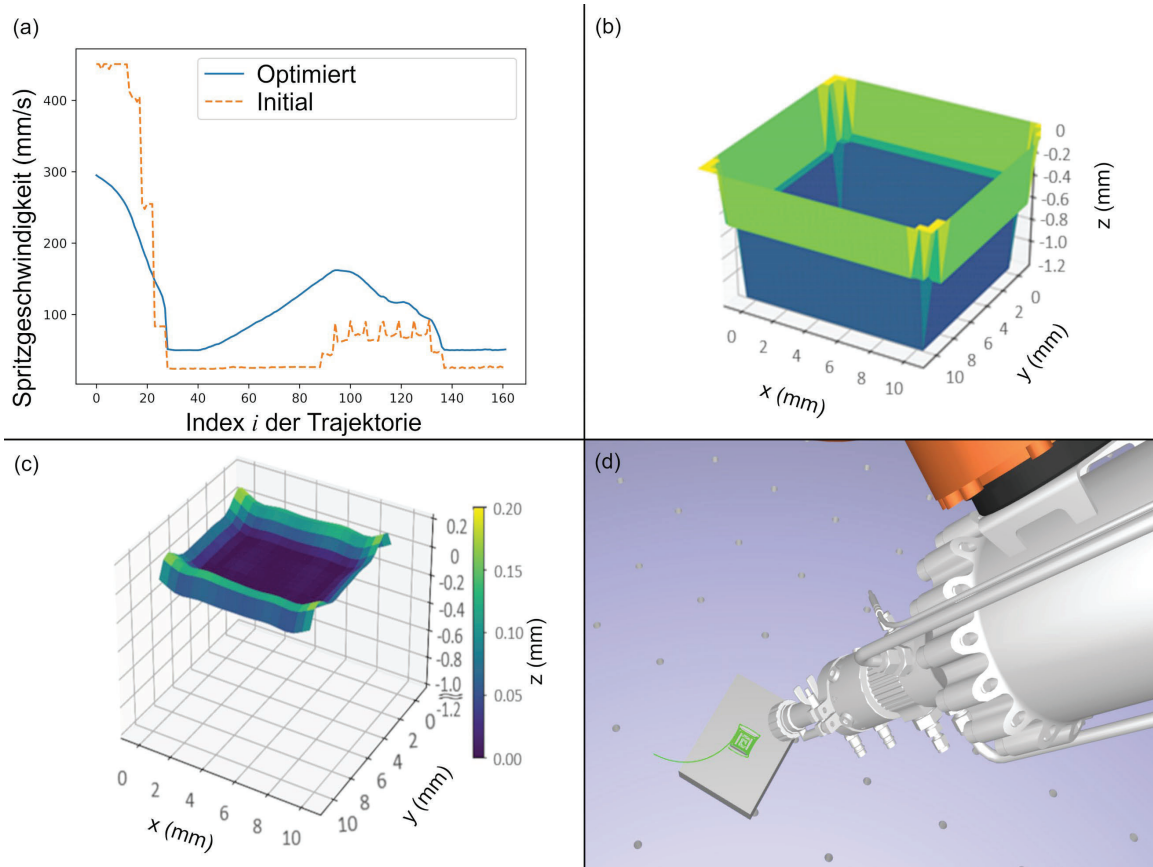 (a)
Spritzgeschwindigkeit (mm/s)
400
300
200
100
Optimiert
Initial
0 20 40 60 80 100 120 140 160
Index i der Trajektorie
(b)
0
-0.2
-0.4
-0.6
-0.8
-1.0
-1.2
z (mm)
0 2 4 6 8 10
x (mm)
0
2
4
6
8
10
y (mm)
(c)
0.2
0
-0.2
-0.4
-0.6
-0.8
-1.0
-1.2
0 2 4 6 8 10
x (mm)
0
2
4
6
8
10
y (mm)
0.20
0.15
0.10
0.05
0.00
z (mm)
(d)